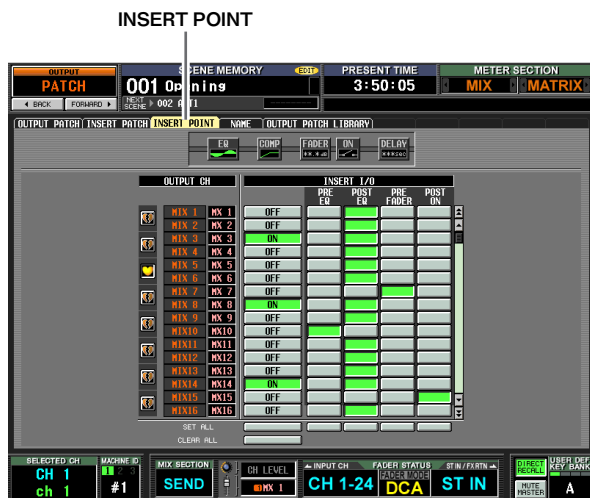 INSERT POINT
OUTPUT
PATCH
BACK FORWARD
SCENE MEMORY EDIT
001 Opening
NEXT SCENE 002 ACT1
PRESENT TIME
3:50:05
METER SECTION
MIX MATRIX
OUTPUT PATCH INSERT PATCH INSERT POINT NAME OUTPUT PATCH LIBRARY
EQ COMP FADER ON DELAY
**.*dB ***sec
OUTPUT CH INSERT I/O
PRE EQ POST EQ PRE FADER POST ON
MIX 1 MX 1 OFF
MIX 2 MX 2 OFF
MIX 3 MX 3 ON
MIX 4 MX 4 OFF
MIX 5 MX 5 OFF
MIX 6 MX 6 OFF
MIX 7 MX 7 OFF
MIX 8 MX 8 ON
MIX 9 MX 9 OFF
MIX10 MX10 OFF
MIX11 MX11 OFF
MIX12 MX12 OFF
MIX13 MX13 OFF
MIX14 MX14 ON
MIX15 MX15 OFF
MIX16 MX16 OFF
SET ALL
CLEAR ALL
SELECTED CH
CH 1
ch 1
MACHINE ID
1 2 3
#1
MIX SECTION
SEND
CH LEVEL
MX 1
INPUT CH FADER STATUS ST IN / FXRTN
CH 1-24
FADER MODE
DCA
ST IN
DIRECT RECALL
MUTE MASTER
USER DEF KEY BANK
A